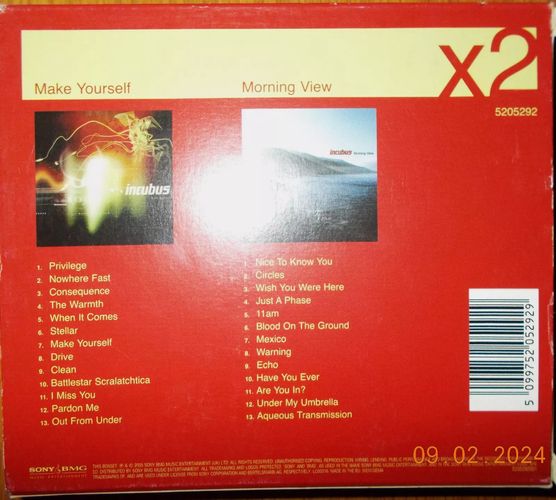 x2
Make Yourself
Morning View
5205292
incubus
incubus Morning View
1. Privilege
2. Nowhere Fast
3. Consequence
4. The Warmth
5. When It Comes
6. Stellar
7. Make Yourself
8. Drive
9. Clean
10. Battlestar Scralatchtica
11. I Miss You
12. Pardon Me
13. Out From Under
1. Nice To Know You
2. Circles
3. Wish You Were Here
4. Just A Phase
5. 11am
6. Blood On The Ground
7. Mexico
8. Warning
9. Echo
10. Have You Ever
11. Are You In?
12. Under My Umbrella
13. Aqueous Transmission
5 099752 052929
SONY BMG
MUSIC ENTERTAINMENT
09.02.2024